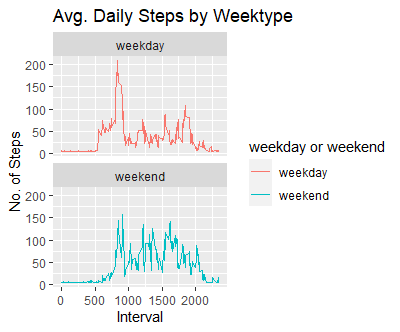 Avg. Daily Steps by Weektype
weekday
200
150
100
50
0
weekend
200
150
100
50
0
0 500 1000 1500 2000
Interval
No. of Steps
weekday or weekend
weekday
weekend